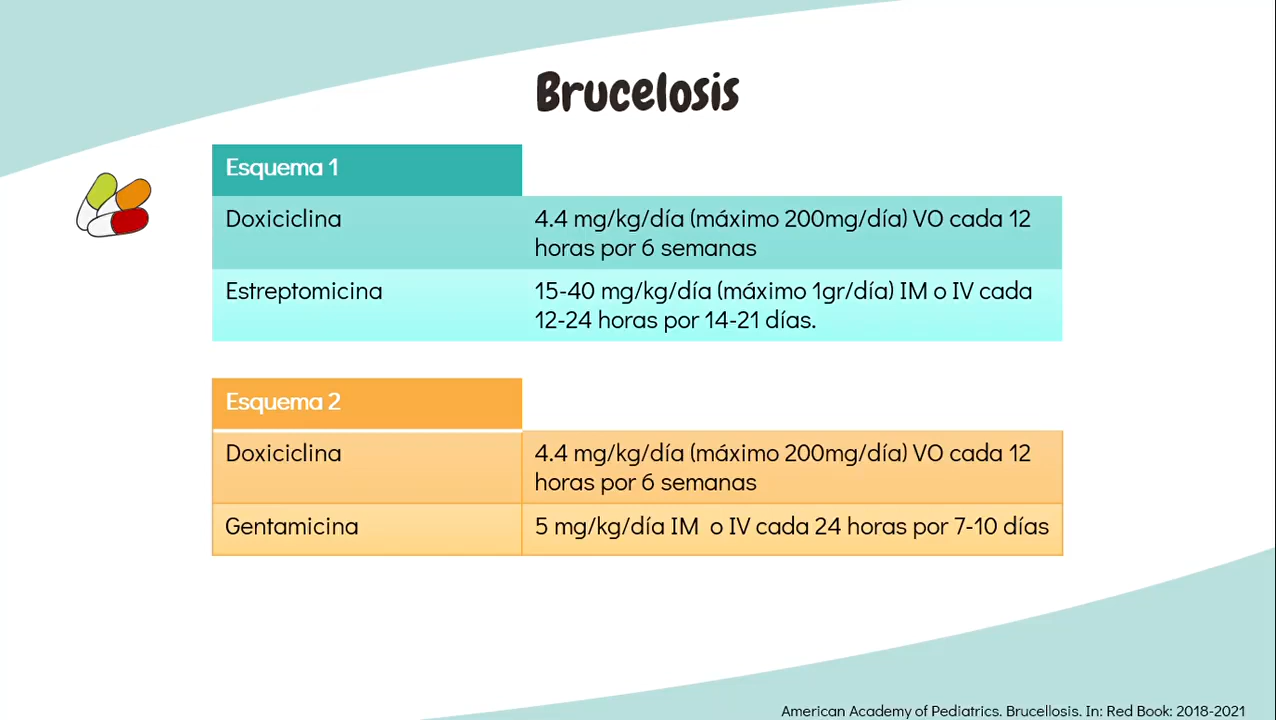 Brucelosis
Esquema 1
Doxiciclina
4.4 mg/kg/día (máximo 200mg/día) VO cada 12
horas por 6 semanas
Estreptomicina
15-40 mg/kg/día (máximo 1gr/día) IM o IV cada
12-24 horas por 14-21 días.
Esquema 2
Doxiciclina
4.4 mg/kg/día (máximo 200mg/día) VO cada 12
horas por 6 semanas
Gentamicina
5 mg/kg/día IM o IV cada 24 horas por 7-10 días
American Academy of Pediatrics. Brucellosis. In: Red Book: 2018-2021